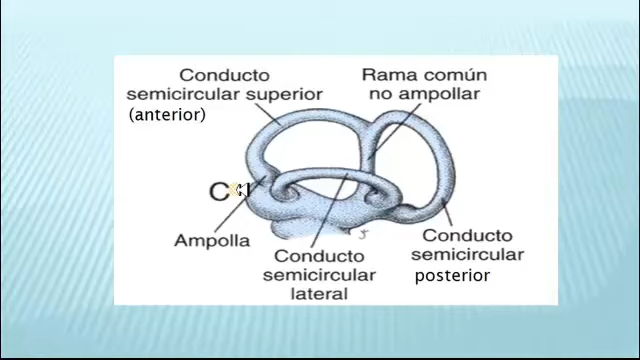 Conducto
semicircular superior
(anterior)
Rama común
no ampollar
C
Ampolla
Conducto
semicircular
lateral
Conducto
semicircular
posterior